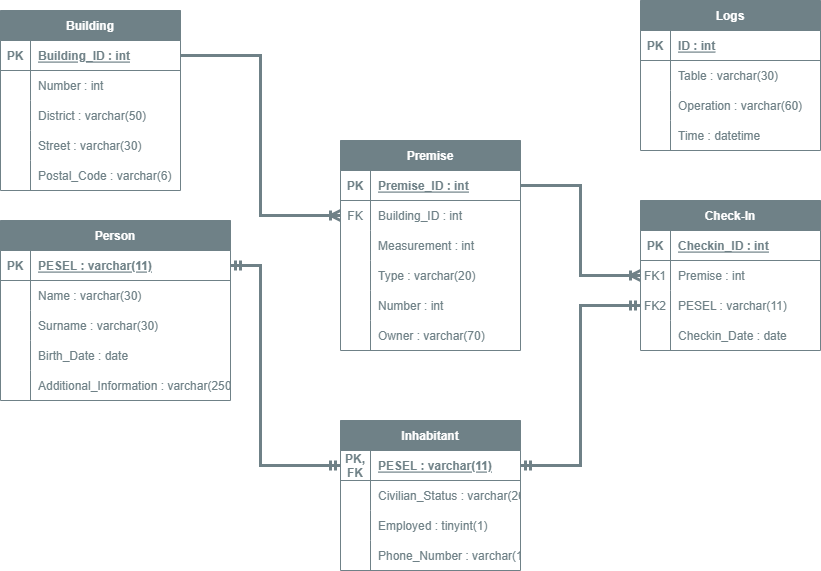 Building
PK Building_ID : int
Number : int
District : varchar(50)
Street : varchar(30)
Postal_Code : varchar(6)
Person
PK PESEL : varchar(11)
Name : varchar(30)
Surname : varchar(30)
Birth_Date : date
Additional_Information : varchar(250
Premise
PK Premise_ID : int
FK Building_ID : int
Measurement : int
Type : varchar(20)
Number : int
Owner : varchar(70)
Inhabitant
PK,
FK PESEL : varchar(11)
Civilian_Status : varchar(20
Employed : tinyint(1)
Phone_Number : varchar(1
Logs
PK ID : int
Table : varchar(30)
Operation : varchar(60)
Time : datetime
Check-In
PK Checkin_ID : int
FK1 Premise : int
FK2 PESEL : varchar(11)
Checkin_Date : date